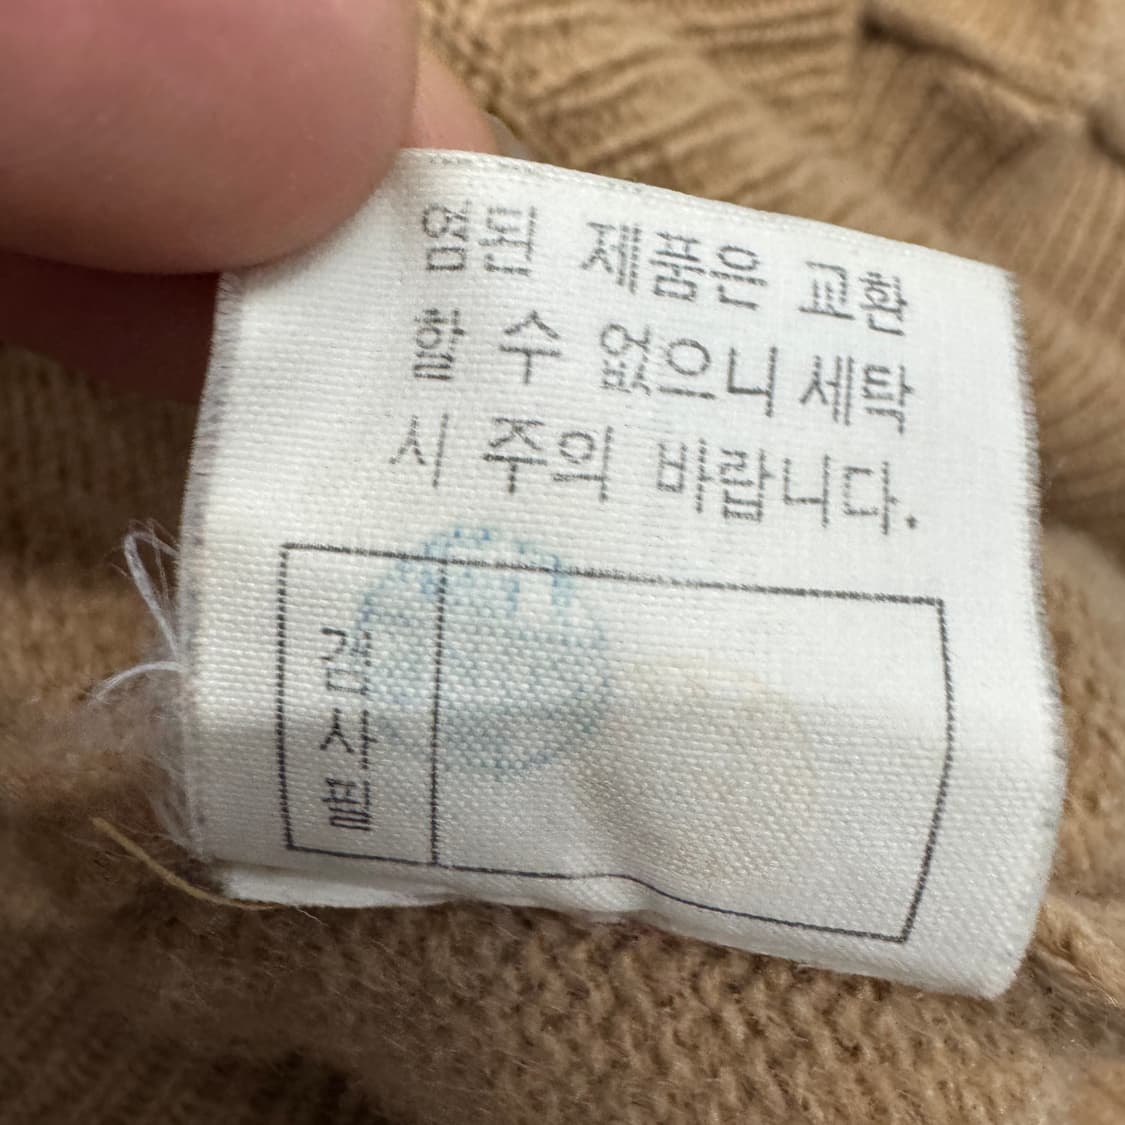 염된 제품은 교환
할 수 없으니 세탁
시 주의 바랍니다.
검사필